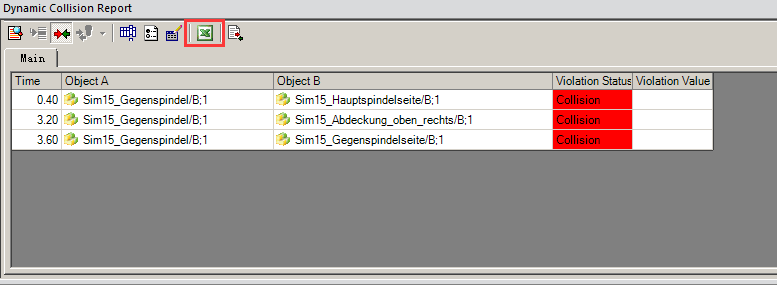 Dynamic Collision Report
Main
Time Object A Object B Violation Status Violation Value
0.40 Sim15_Gegenspindel/B;1 Sim15_Hauptspindelseite/B;1 Collision
3.20 Sim15_Gegenspindel/B;1 Sim15_Abdeckung_oben_rechts/B;1 Collision
3.60 Sim15_Gegenspindel/B;1 Sim15_Gegenspindelseite/B;1 Collision